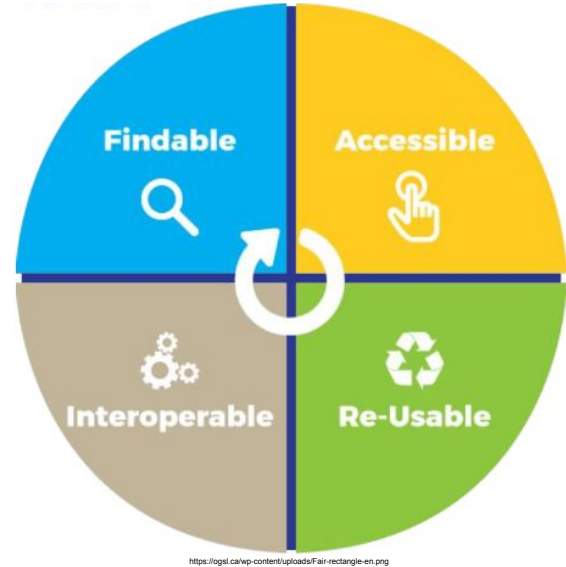 Findable
Accessible
Interoperable
Re-Usable
https://ogsl.ca/wp-content/uploads/Fair-rectangle-en.png